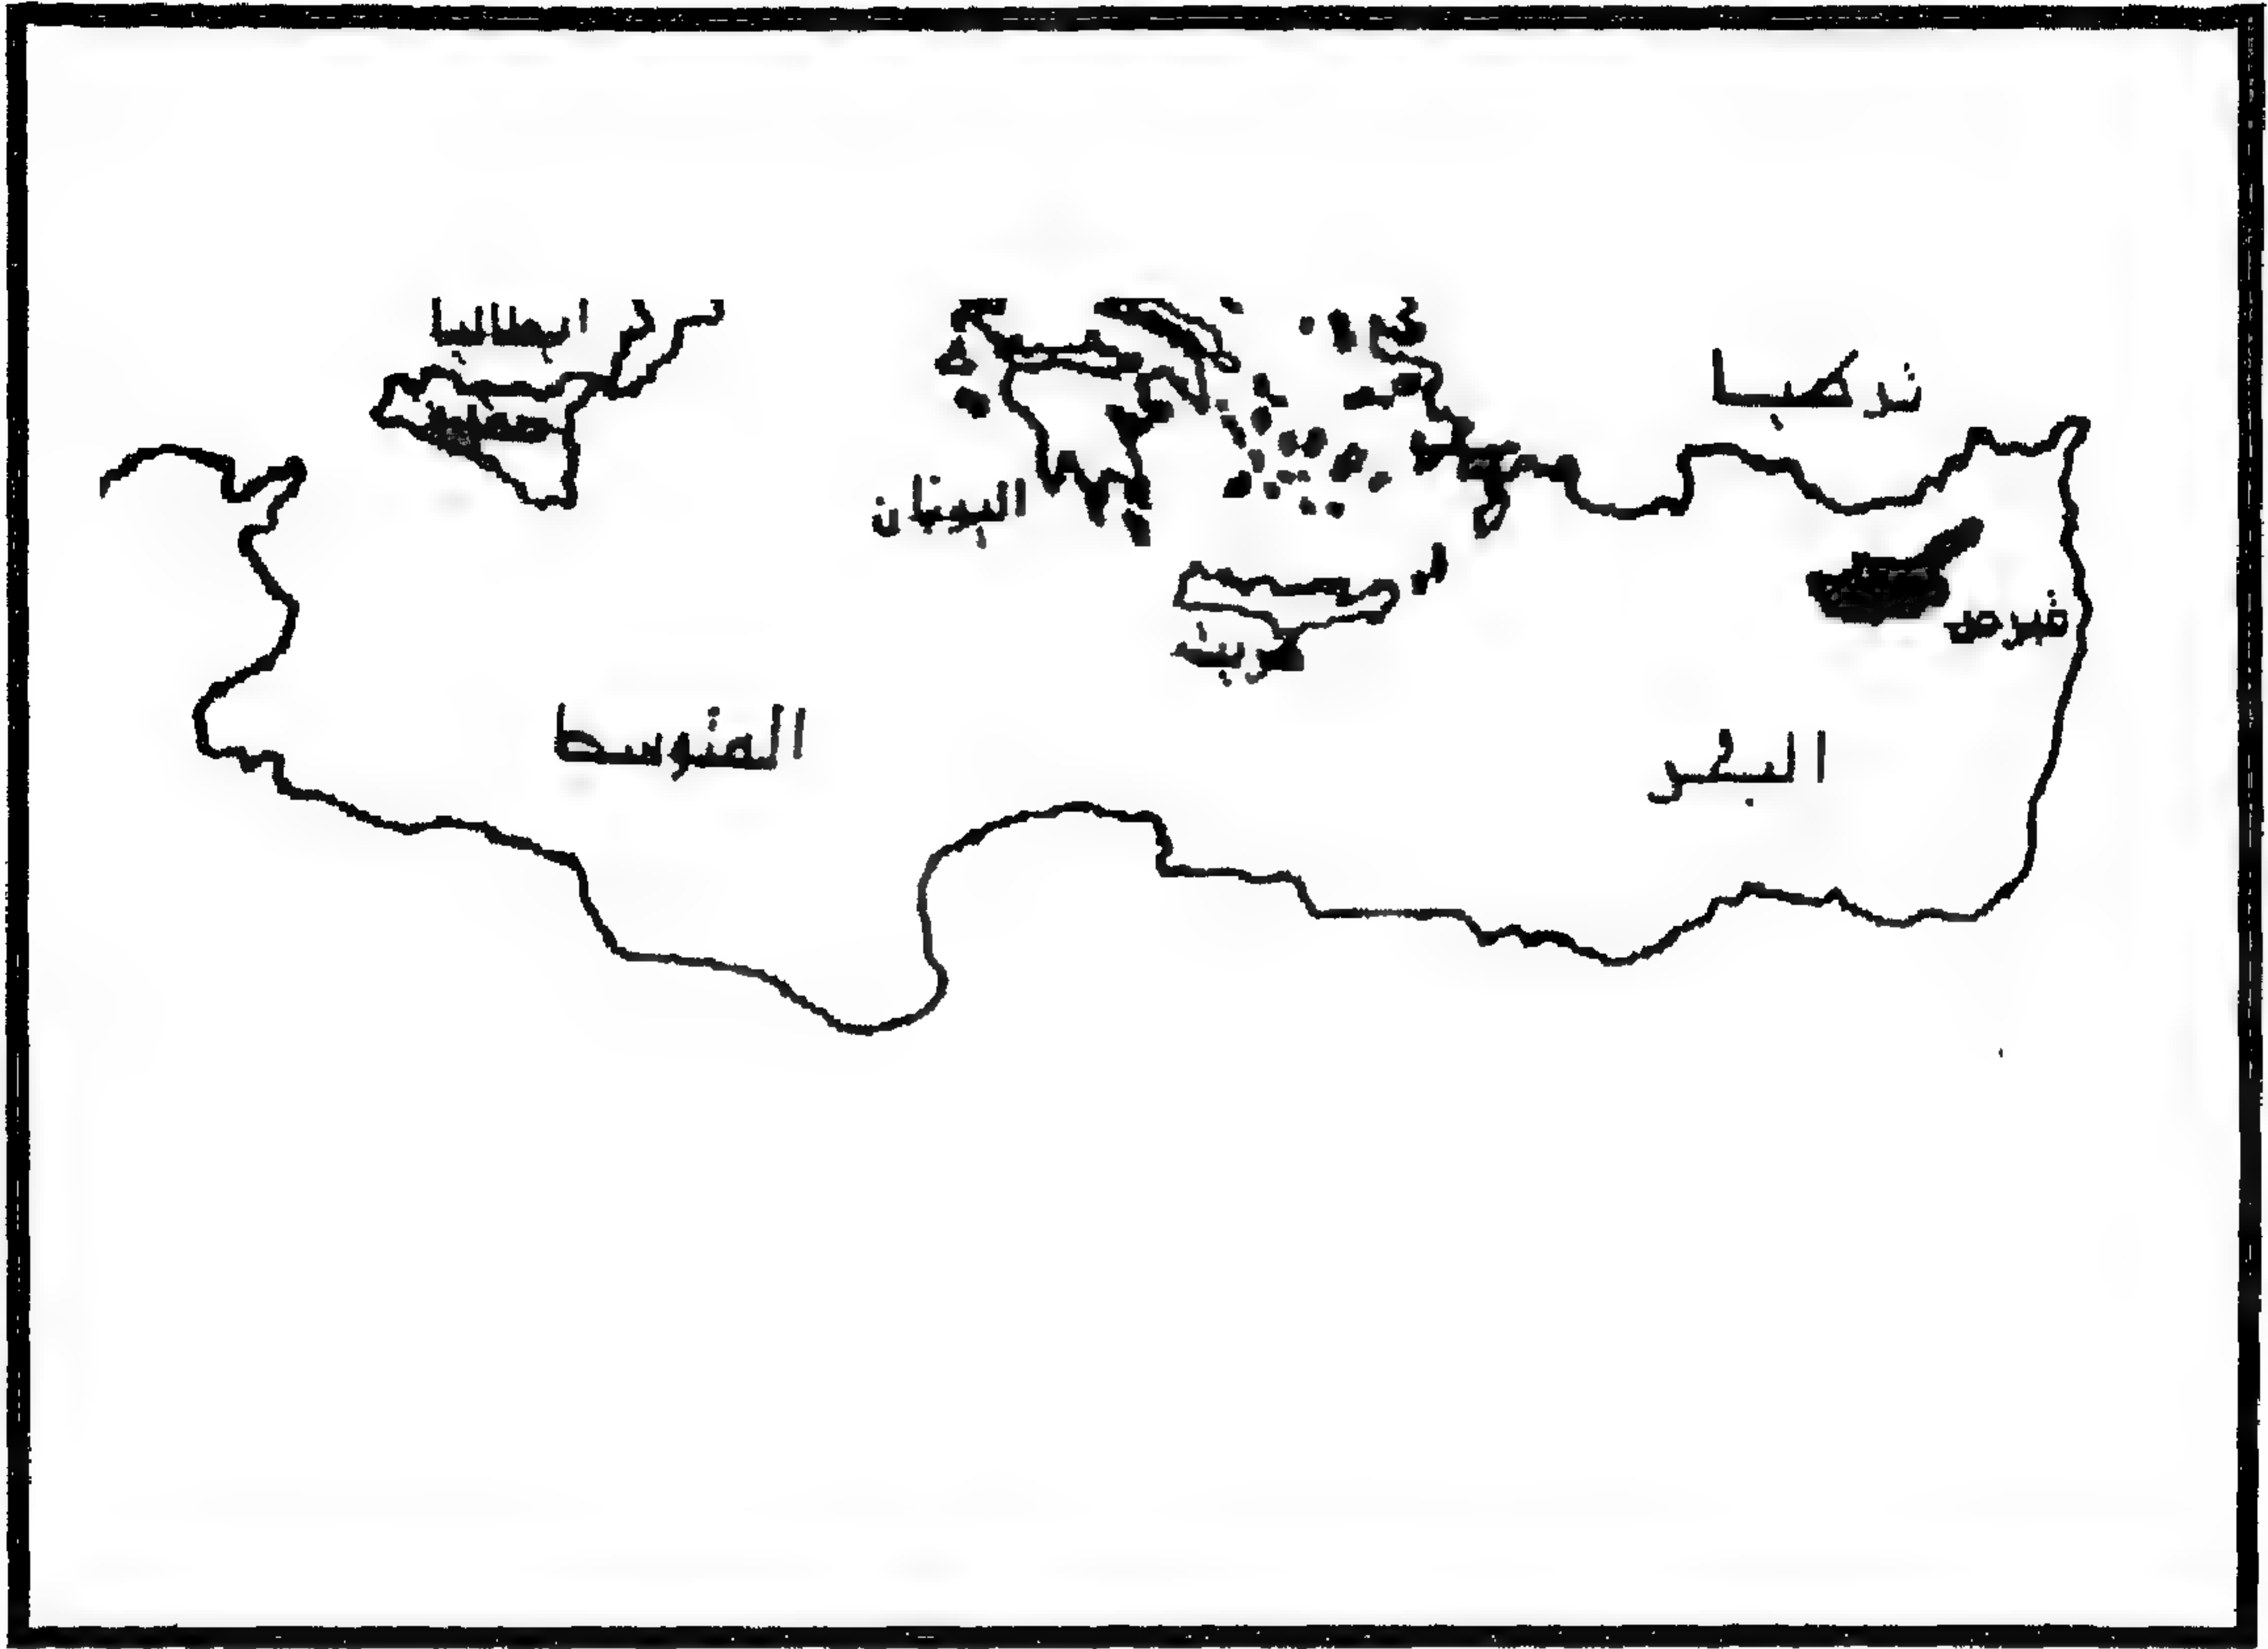 ايطاليا
تركيا
صقلية
اليونان
قبرص
كريت
البحر
المتوسط